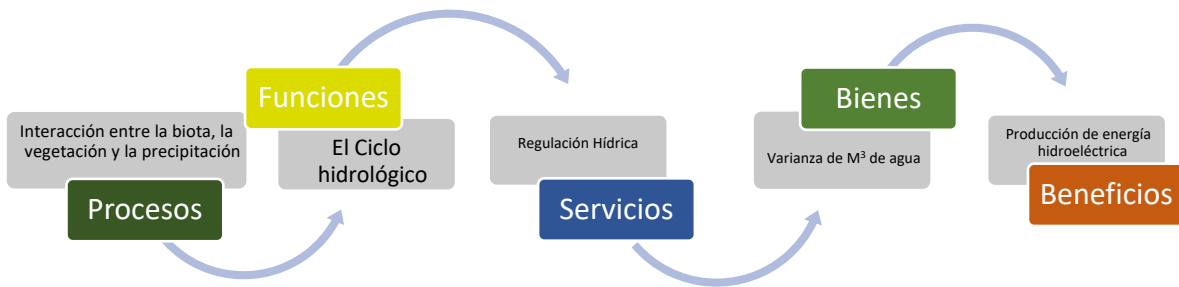 Interacción entre la biota, la
vegetación y la precipitación
Procesos
Funciones
El Ciclo
hidrológico
Regulación Hídrica
Servicios
Bienes
Varianza de M³ de agua
Producción de energía
hidroeléctrica
Beneficios